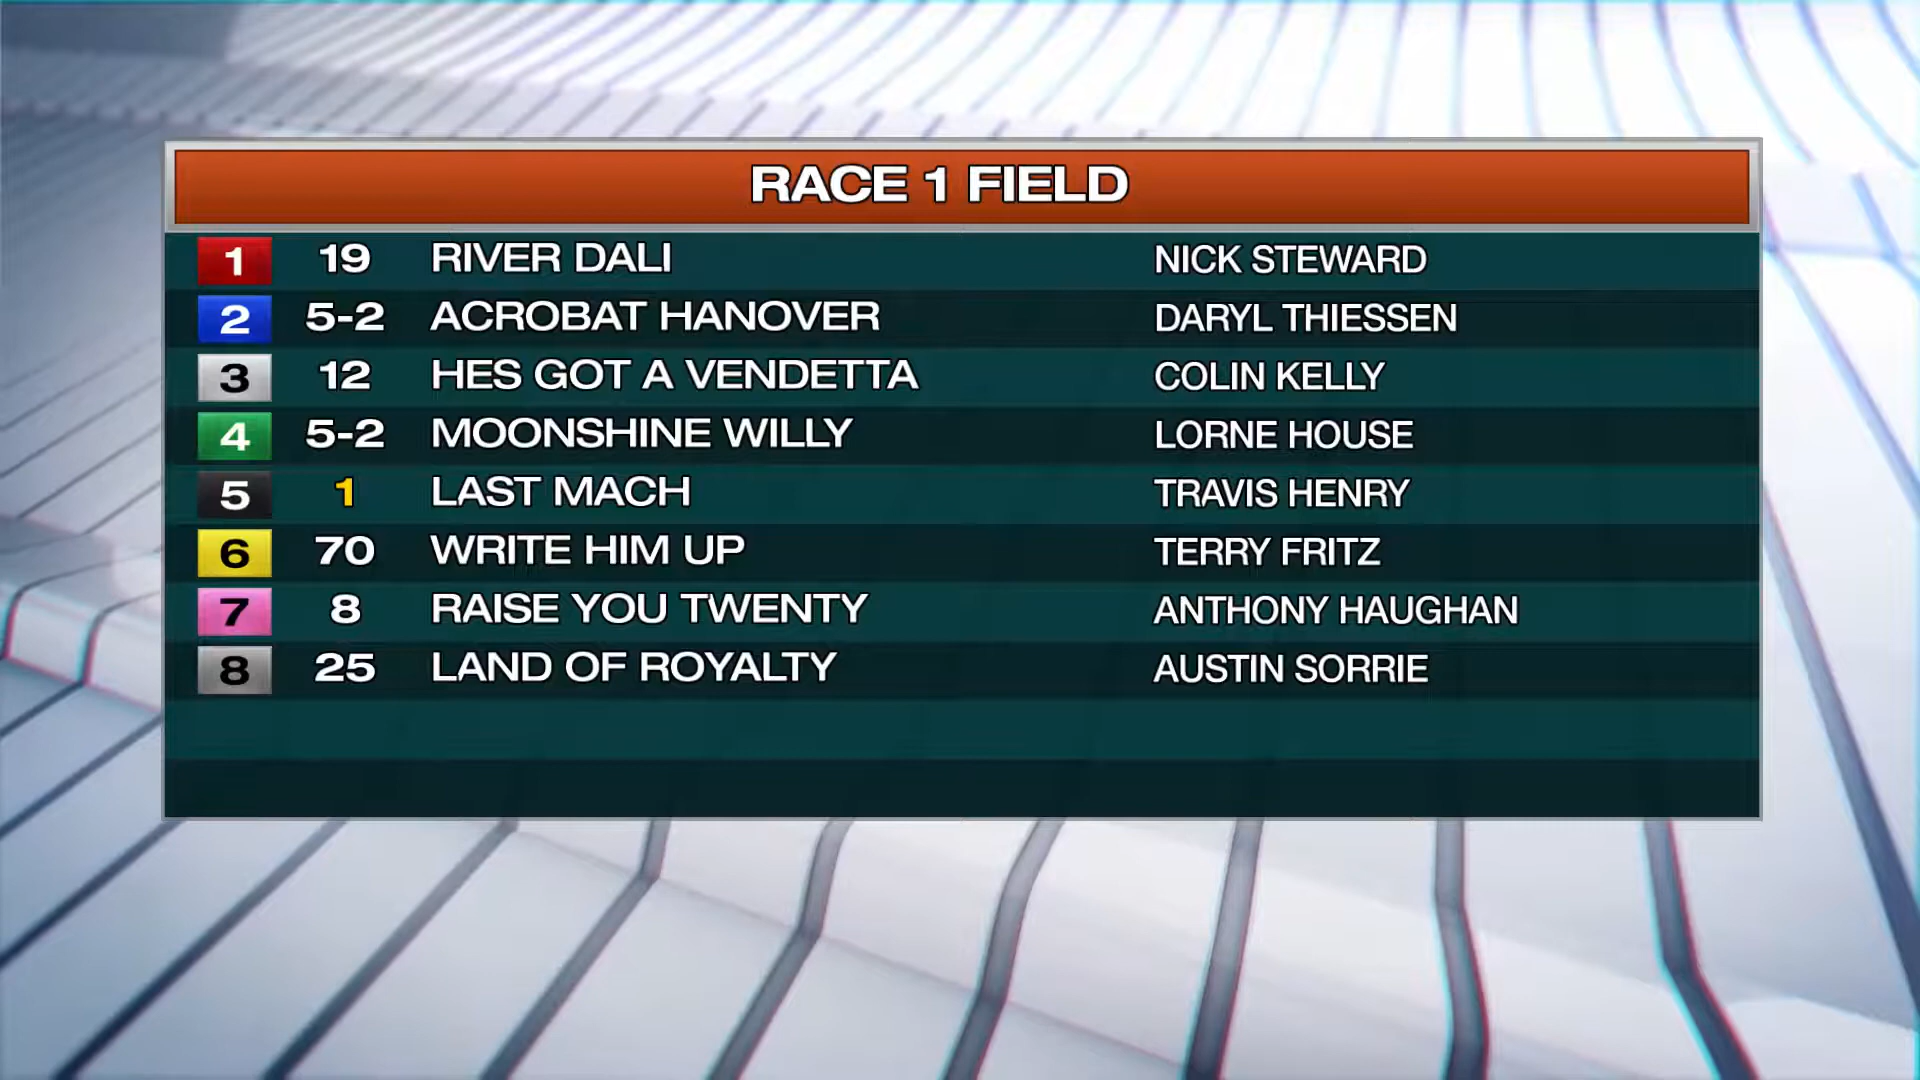 RACE 1 FIELD
1 19 RIVER DALI NICK STEWARD
2 5-2 ACROBAT HANOVER DARYL THIESSEN
3 12 HES GOT A VENDETTA COLIN KELLY
4 5-2 MOONSHINE WILLY LORNE HOUSE
5 1 LAST MACH TRAVIS HENRY
6 70 WRITE HIM UP TERRY FRITZ
7 8 RAISE YOU TWENTY ANTHONY HAUGHAN
8 25 LAND OF ROYALTY AUSTIN SORRIE